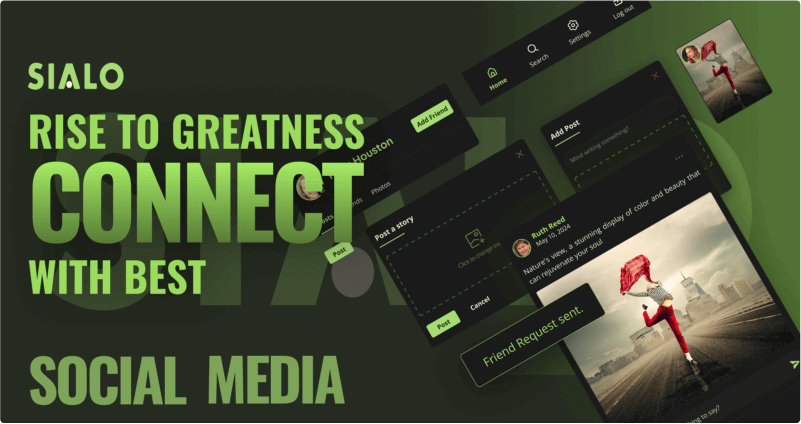 SIALO
RISE TO GREATNESS
CONNECT
WITH BEST
SOCIAL MEDIA
Home
Search
Settings
Log out
Add Friend
Houston
Photos
Post
Post a story
Click to change
Post
Cancel
Add Post
Mind writing something?
Ruth Reed
May 10, 2024
Nature's view, a stunning display of color and beauty that
can rejuvenate your soul
Friend Request sent.
to say?